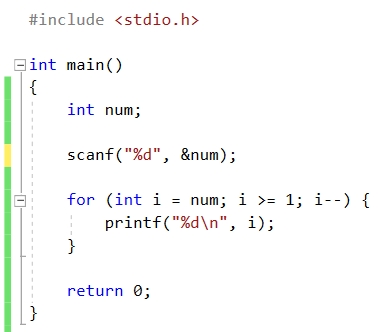 #include <stdio.h>
int main()
{
int num;
scanf("%d", &num);
for (int i = num; i >= 1; i--) {
printf("%d\n", i);
}
return 0;
}